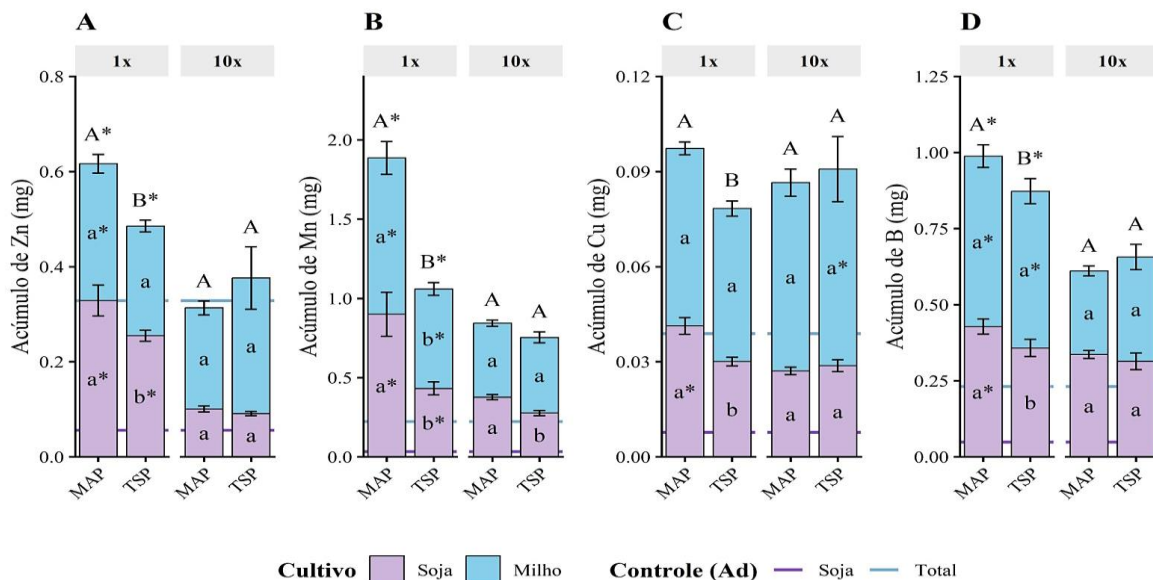 A
1x
10x
Acúmulo de Zn (mg)
0.8
0.6
0.4
0.2
0.0
A*
B*
A
A
a*
a
a
a
a*
b*
a
a
MAP
TSP
MAP
TSP
B
1x
10x
Acúmulo de Mn (mg)
2.0
1.5
1.0
0.5
0.0
A*
B*
A
A
a*
b*
a
a
a*
b*
a
b
MAP
TSP
MAP
TSP
C
1x
10x
Acúmulo de Cu (mg)
0.12
0.09
0.06
0.03
0.00
A
B
A
A
a
a
a
a*
a*
b
a
a
MAP
TSP
MAP
TSP
D
1x
10x
Acúmulo de B (mg)
1.25
1.00
0.75
0.50
0.25
0.00
A*
B*
A
A
a*
a*
a
a
a*
b
a
a
MAP
TSP
MAP
TSP
Cultivo Soja Milho Controle (Ad) Soja Total